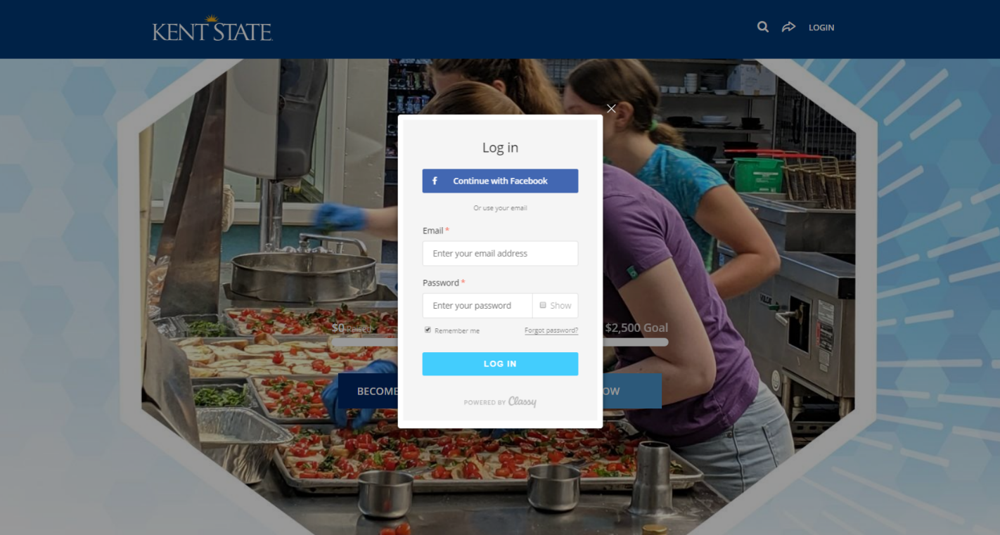 KENT STATE
LOGIN
Log in
f Continue with Facebook
Or use your email
Email *
Enter your email address
Password *
Enter your password
Show
$0 Raised
$2,500 Goal
Remember me
Forgot password?
LOG IN
BECOME
OW
POWERED BY Classy